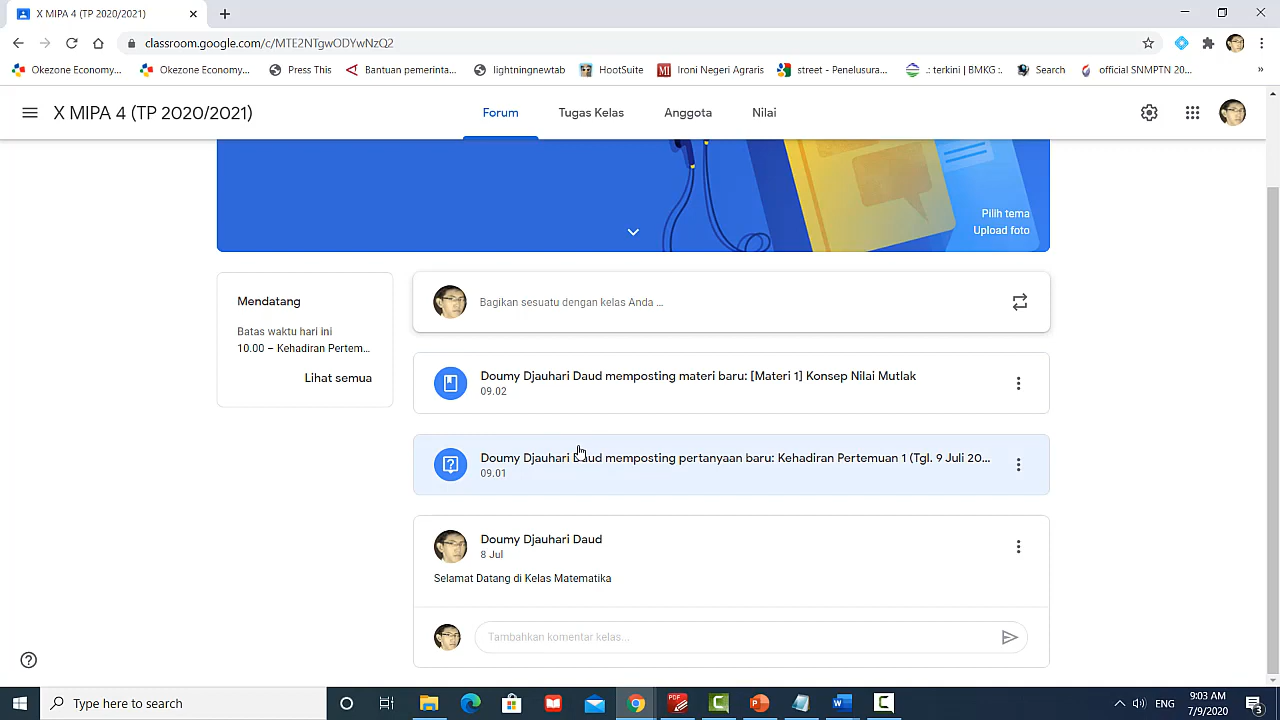 X MIPA 4 (TP 2020/2021)
classroom.google.com/c/MTE2NTgwODYwNzQ2
Okezone Economy...
Okezone Economy...
Press This
Bantan pemerinta...
lightningnewtab
HootSuite
Ironi Negeri Agraris
street - Penelusura...
:: terkini | BMKG :.
Search
official SNMPTN 20...
»
X MIPA 4 (TP 2020/2021)
Forum
Tugas Kelas
Anggota
Nilai
Pilih tema
Upload foto
Mendatang
Batas waktu hari ini
10.00 – Kehadiran Pertem...
Lihat semua
Bagikan sesuatu dengan kelas Anda ...
Doumy Djauhari Daud memposting materi baru: [Materi 1] Konsep Nilai Mutlak
09.02
Doumy Djauhari Daud memposting pertanyaan baru: Kehadiran Pertemuan 1 (Tgl. 9 Juli 20...
09.01
Doumy Djauhari Daud
8 Jul
Selamat Datang di Kelas Matematika
Tambahkan komentar kelas...
Type here to search
PDF
ENG
9:03 AM
7/9/2020
3